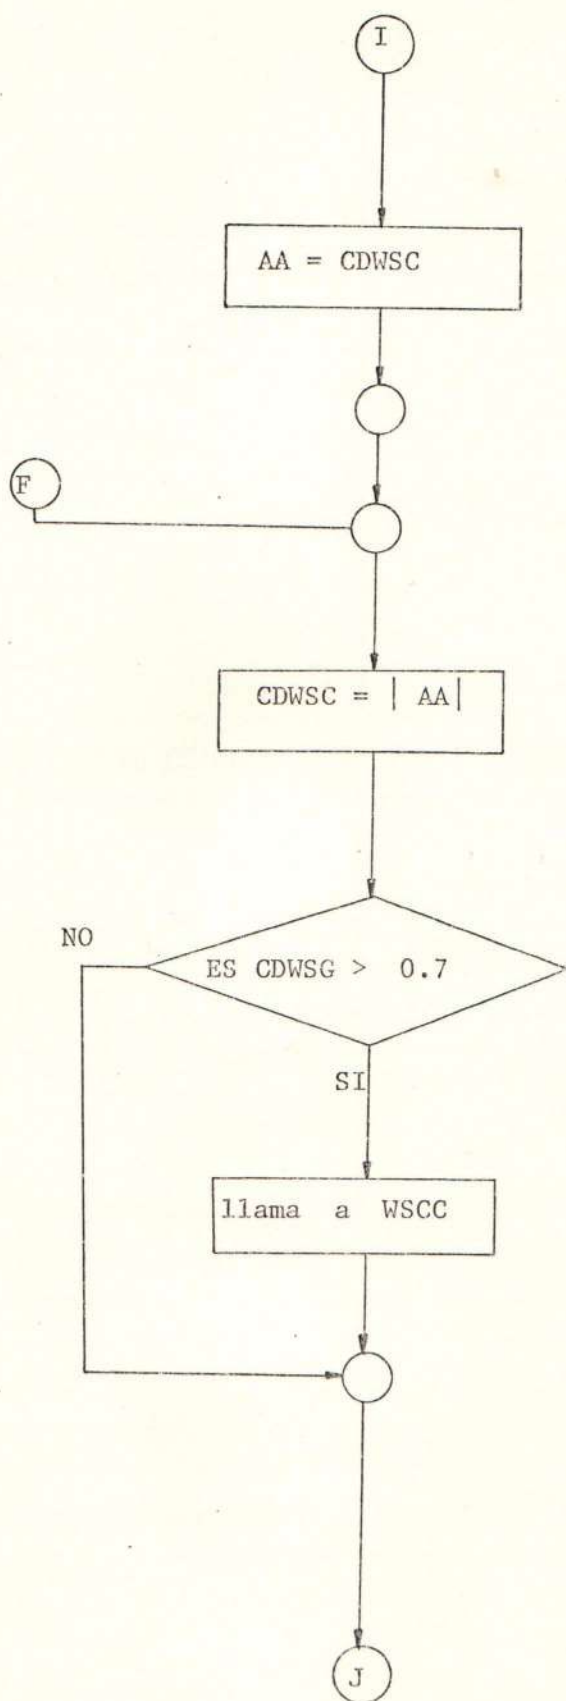 I
AA = CDWSC
F
CDWSC = | AA|
NO
ES CDWSG > 0.7
SI
llama a WSCC
J